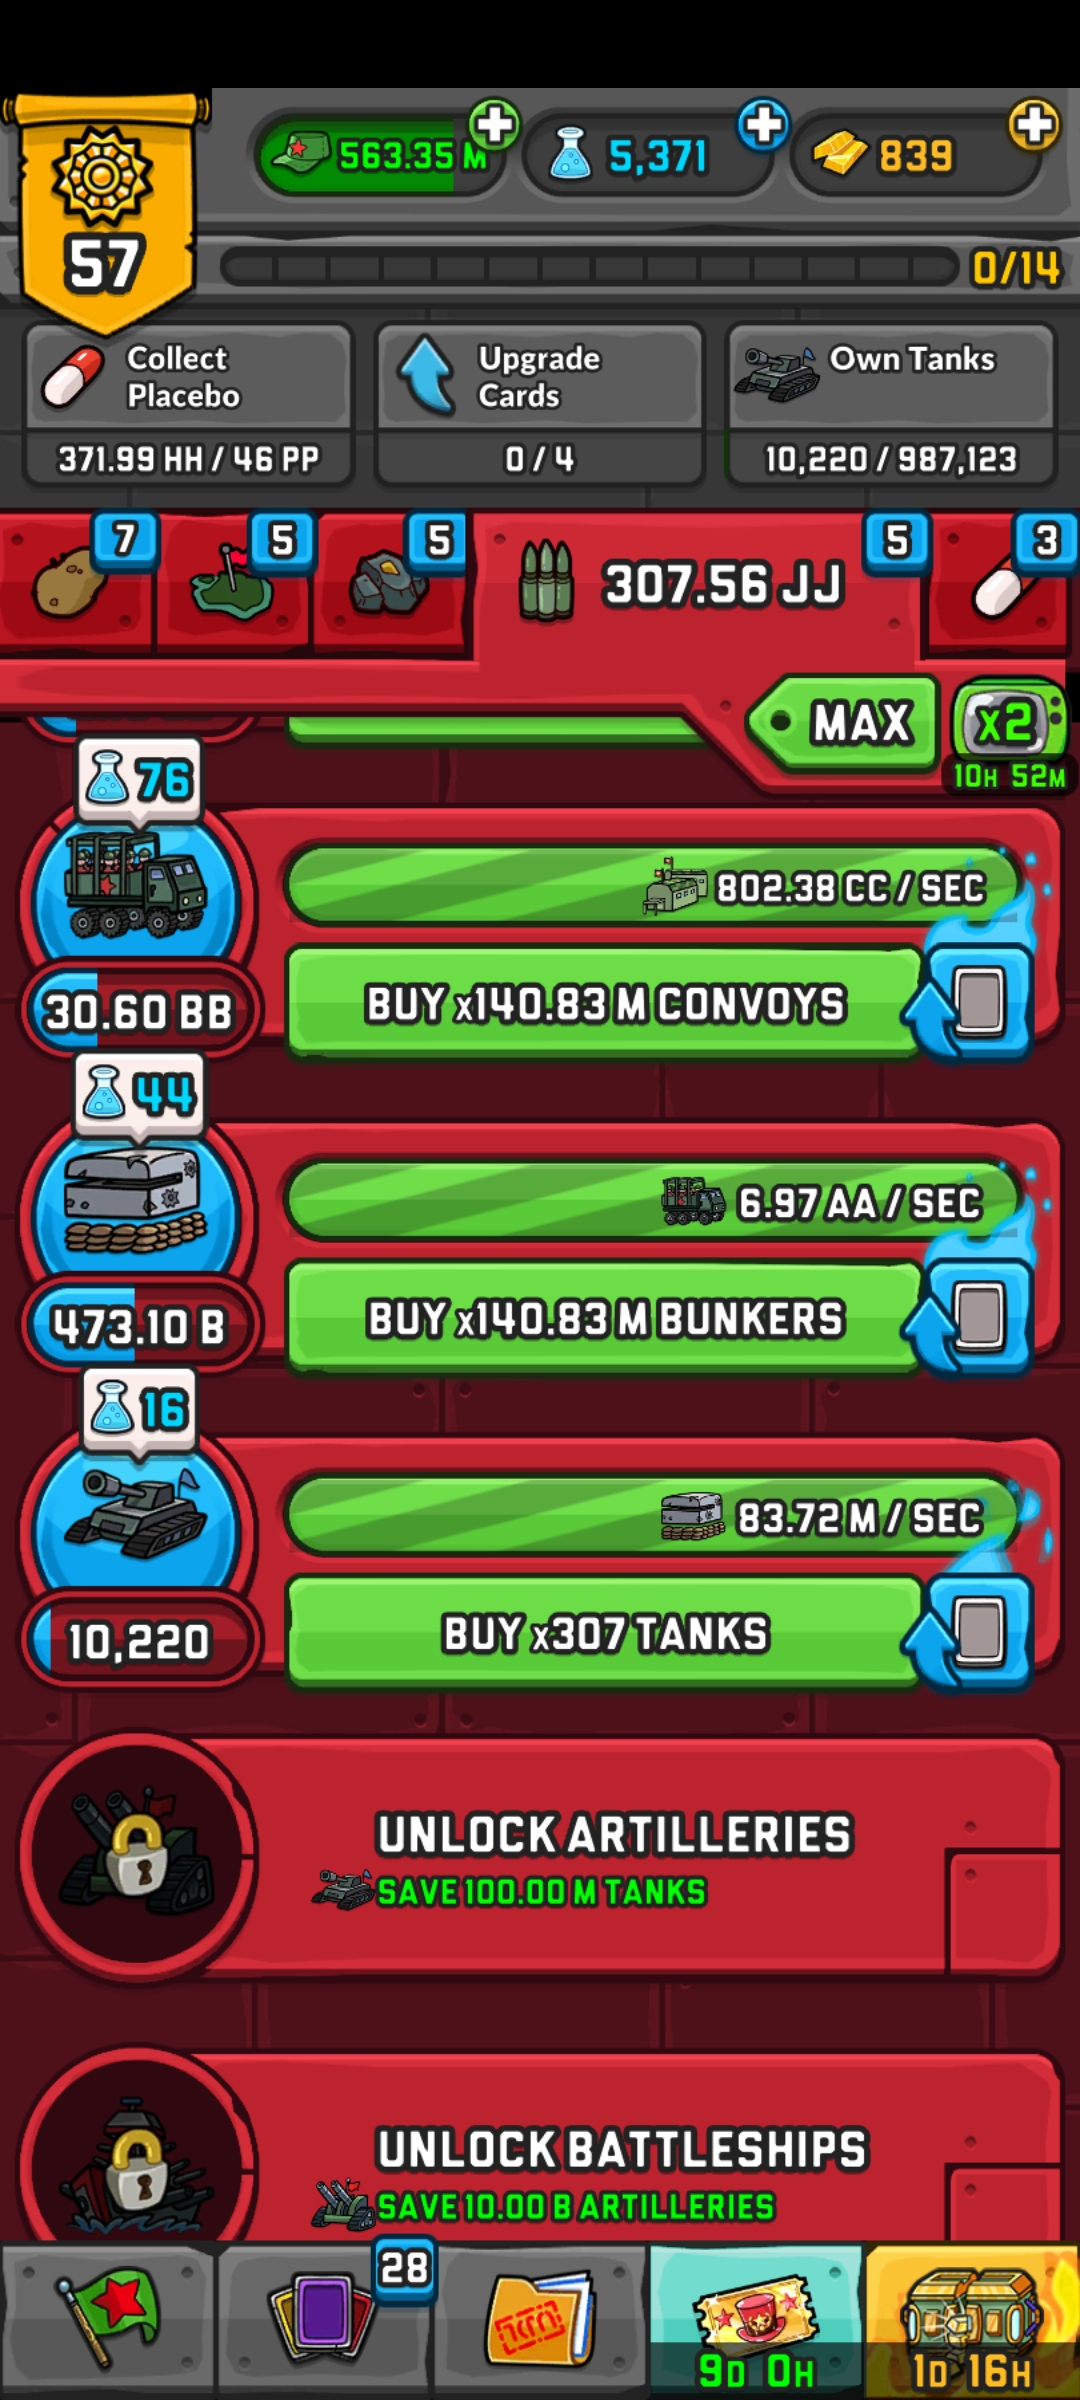 563.35 M
5,371
839
57
0/14
Collect
Placebo
371.99 HH / 46 PP
Upgrade
Cards
0 / 4
Own Tanks
10,220 / 987,123
7
5
5
307.56 JJ
5
3
MAX
x2
10H 52M
76
802.38 CC / SEC
30.60 BB
BUY x140.83 M CONVOYS
44
6.97 AA / SEC
473.10 B
BUY x140.83 M BUNKERS
16
83.72 M / SEC
10,220
BUY x307 TANKS
UNLOCK ARTILLERIES
SAVE 100.00 M TANKS
UNLOCK BATTLESHIPS
SAVE 10.00 B ARTILLERIES
28
9D 0H
1D 16H